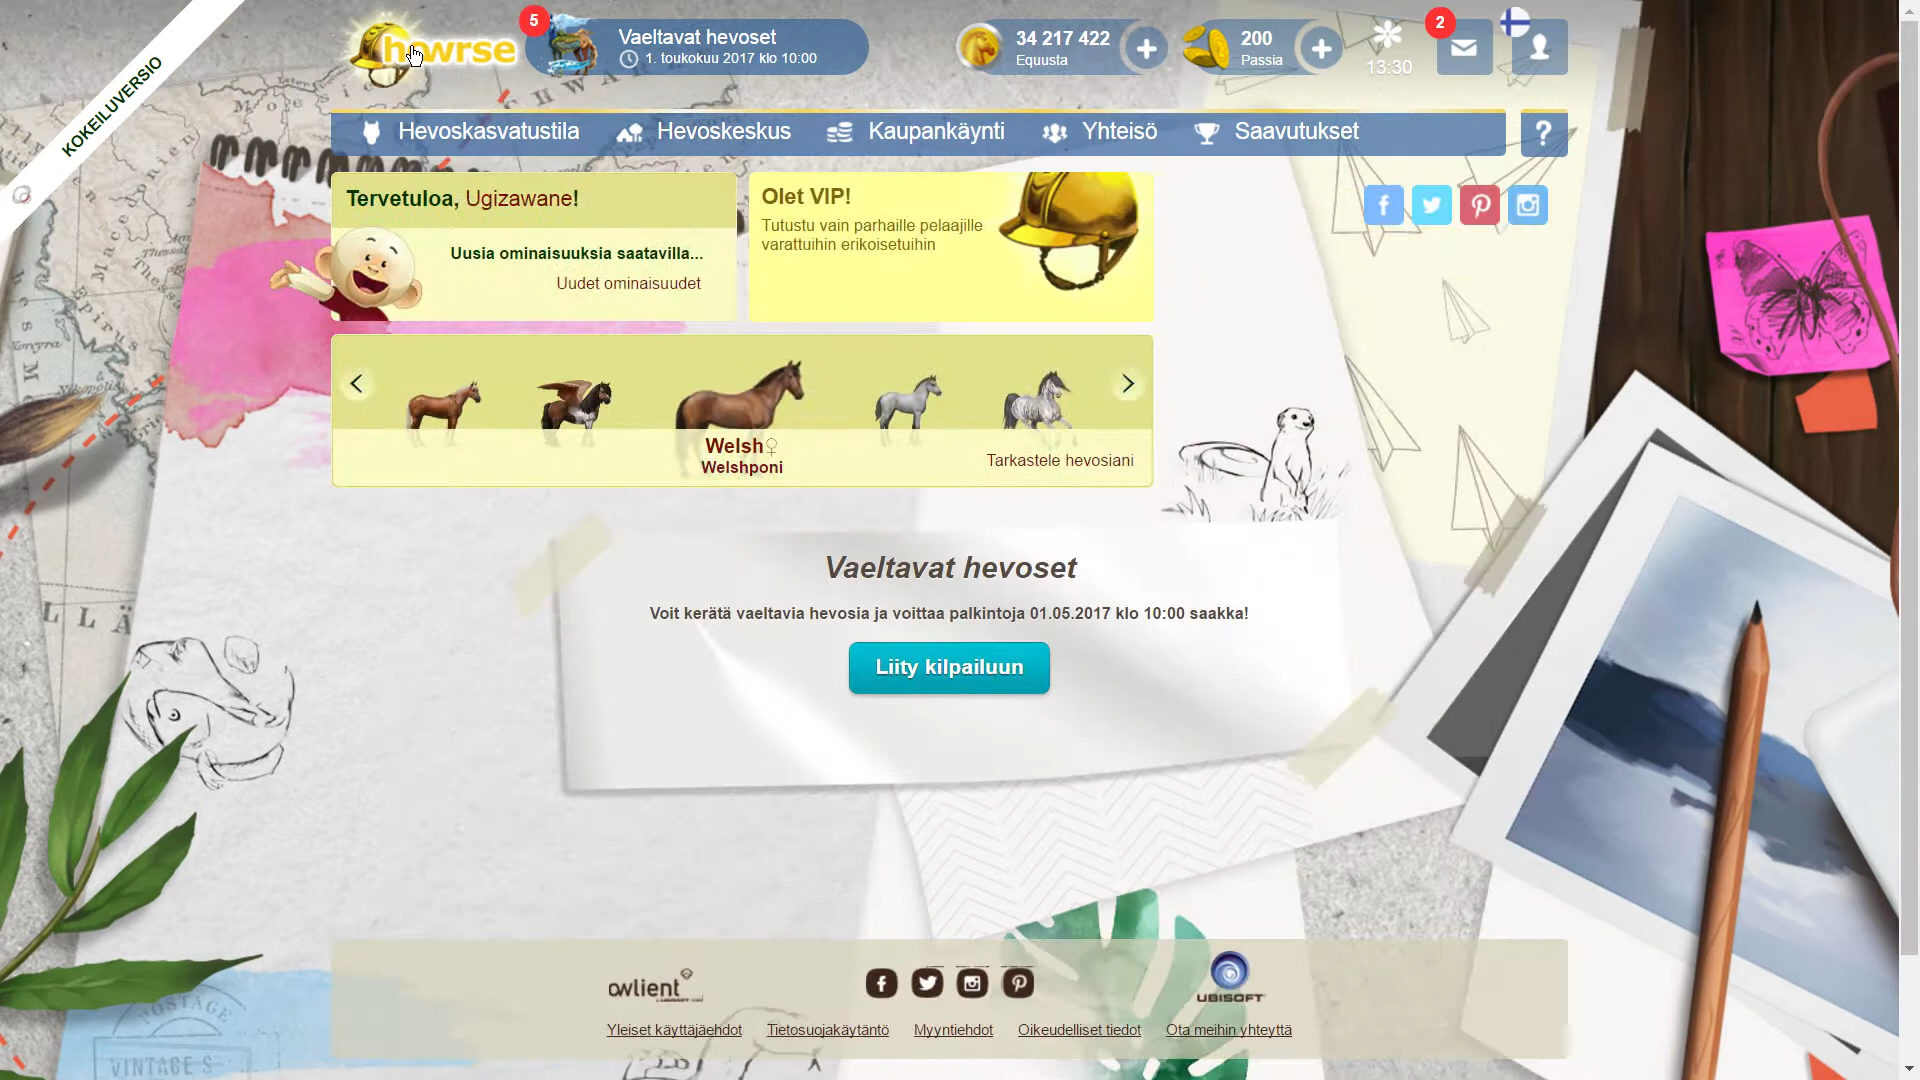 KOKEILUVERSIO
howrse
5
Vaeltavat hevoset
1. toukokuu 2017 klo 10:00
34 217 422
Equusta
200
Passia
13:30
2
Hevoskasvatustila
Hevoskeskus
Kaupankäynti
Yhteisö
Saavutukset
?
Tervetuloa, Ugizawane!
Uusia ominaisuuksia saatavilla...
Uudet ominaisuudet
Olet VIP!
Tutustu vain parhaille pelaajille
varattuihin erikoisetuihin
Welsh♀
Welshponi
Tarkastele hevosiani
Vaeltavat hevoset
Voit kerätä vaeltavia hevosia ja voittaa palkintoja 01.05.2017 klo 10:00 saakka!
Liity kilpailuun
owlient
UBISOFT
Yleiset käyttäjäehdot
Tietosuojakäytäntö
Myyntiehdot
Oikeudelliset tiedot
Ota meihin yhteyttä
POSTAGE
VINTAGE S